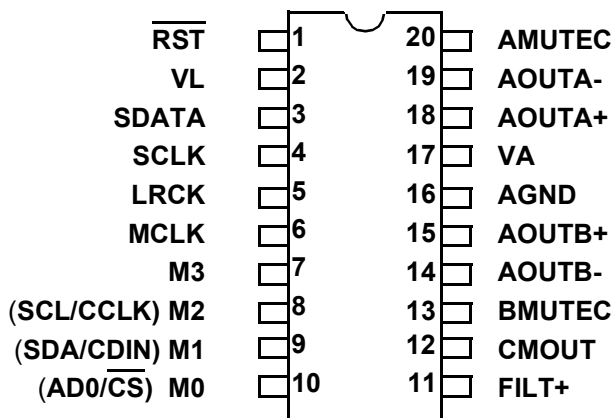 R̅S̅T̅ 1 20 AMUTEC
VL 2 19 AOUTA-
SDATA 3 18 AOUTA+
SCLK 4 17 VA
LRCK 5 16 AGND
MCLK 6 15 AOUTB+
M3 7 14 AOUTB-
(SCL/CCLK) M2 8 13 BMUTEC
(SDA/CDIN) M1 9 12 CMOUT
(AD0/C̅S̅) M0 10 11 FILT+